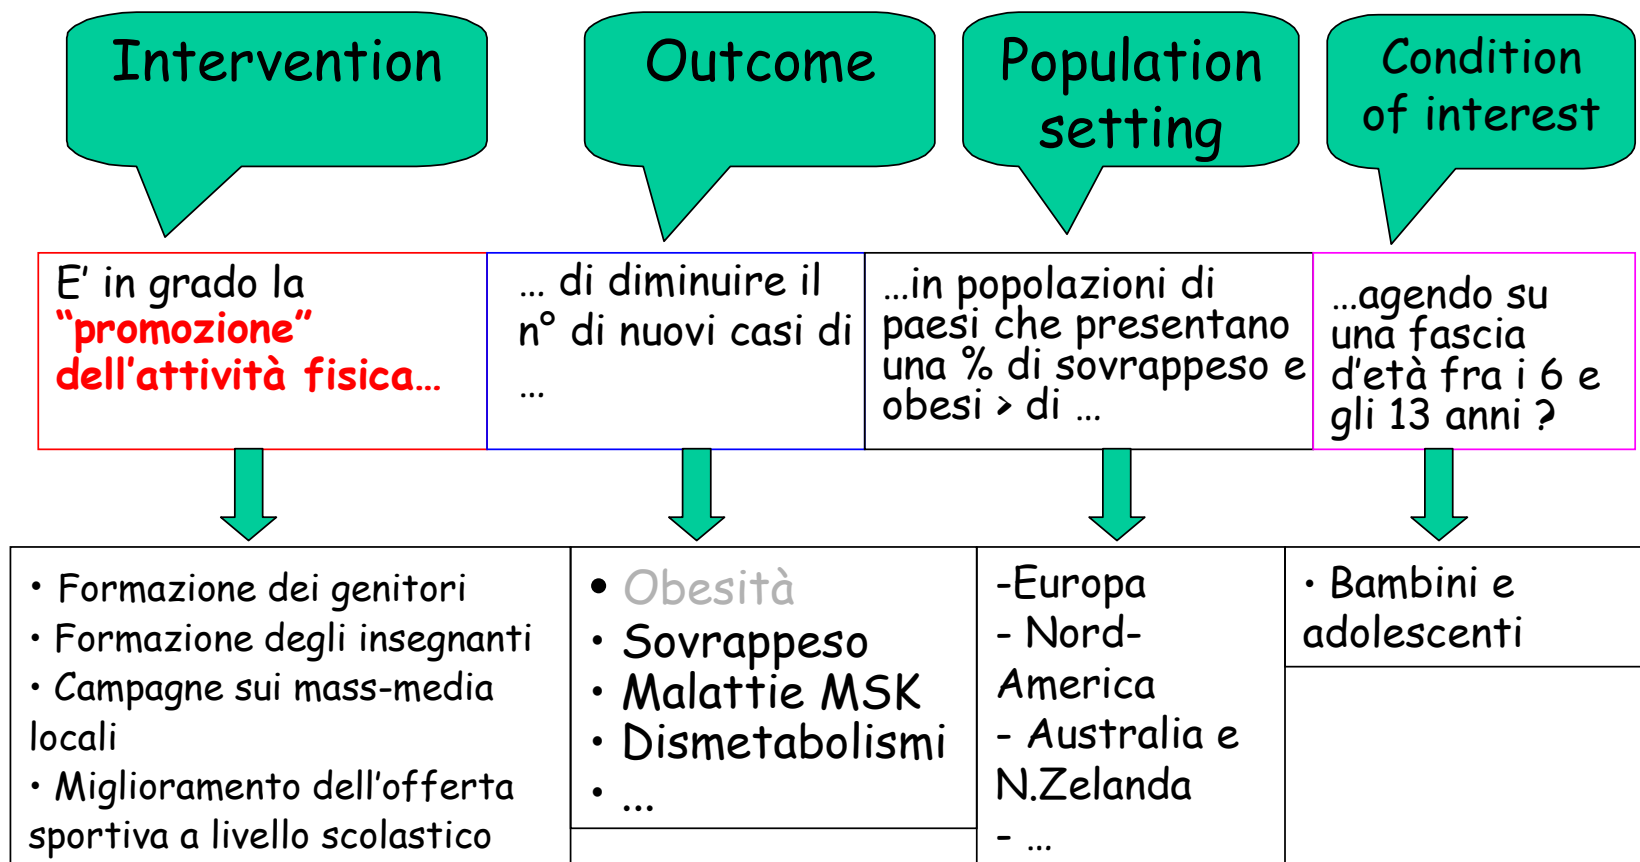 Intervention
Outcome
Population
setting
Condition
of interest
E' in grado la
“promozione”
dell'attività fisica…
… di diminuire il
n° di nuovi casi di
…
…in popolazioni di
paesi che presentano
una % di sovrappeso e
obesi > di …
…agendo su
una fascia
d'età fra i 6 e
gli 13 anni ?
• Formazione dei genitori
• Formazione degli insegnanti
• Campagne sui mass-media
locali
• Miglioramento dell'offerta
sportiva a livello scolastico
• Obesità
• Sovrappeso
• Malattie MSK
• Dismetabolismi
• ...
-Europa
- Nord-
America
- Australia e
N.Zelanda
- …
• Bambini e
adolescenti